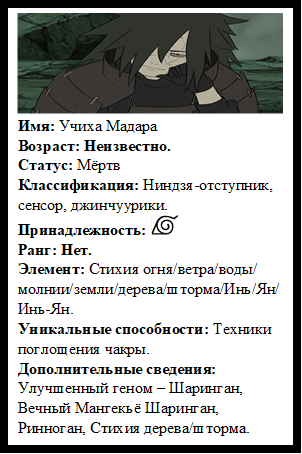 Имя: Учиха Мадара
Возраст: Неизвестно.
Статус: Мёртв
Классификация: Ниндзя-отступник,
сенсор, джинчуурики.
Принадлежность:
Ранг: Нет.
Элемент: Стихия огня/ветра/воды/
молнии/земли/дерева/шторма/Инь/Ян/
Инь-Ян.
Уникальные способности: Техники
поглощения чакры.
Дополнительные сведения:
Улучшенный геном – Шаринган,
Вечный Мангекьё Шаринган,
Ринноган, Стихия дерева/шторма.